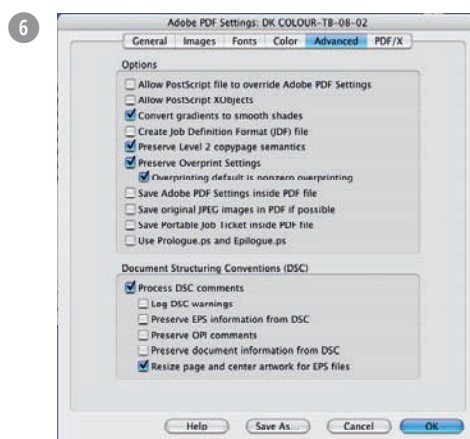 6
Adobe PDF Settings: DK COLOUR-TB-08-02
General Images Fonts Color Advanced PDF/X
Options
Allow PostScript file to override Adobe PDF Settings
Allow PostScript XObjects
Convert gradients to smooth shades
Create Job Definition Format (JDF) file
Preserve Level 2 copypage semantics
Preserve Overprint Settings
Overprinting default is nonzero overprinting
Save Adobe PDF Settings inside PDF file
Save original JPEG images in PDF if possible
Save Portable Job Ticket inside PDF file
Use Prologue.ps and Epilogue.ps
Document Structuring Conventions (DSC)
Process DSC comments
Log DSC warnings
Preserve EPS information from DSC
Preserve OPI comments
Preserve document information from DSC
Resize page and center artwork for EPS files
Help Save As... Cancel OK